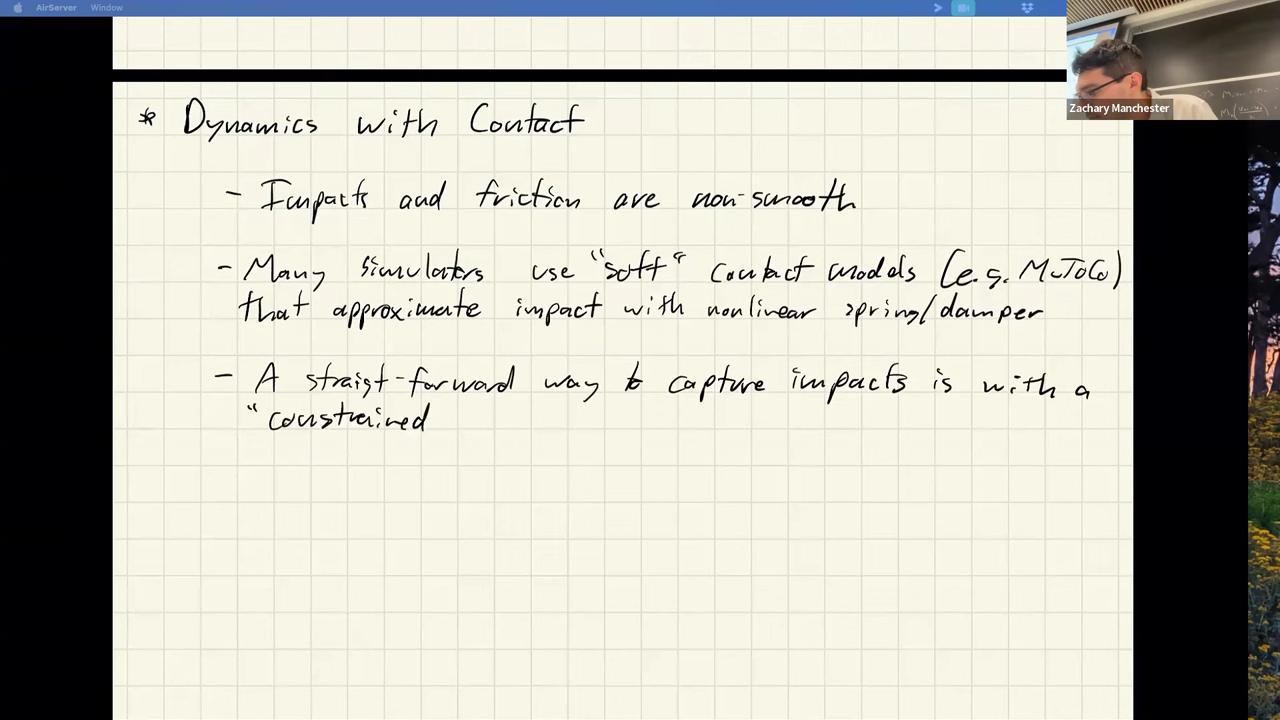 AirServer Window
Zachary Manchester
* Dynamics with Contact
- Impacts and friction are non-smooth
- Many simulators use "soft" contact models (e.g. MuJoCo)
that approximate impact with nonlinear spring/damper
- A straigt-forward way to capture impacts is with a
"constrained